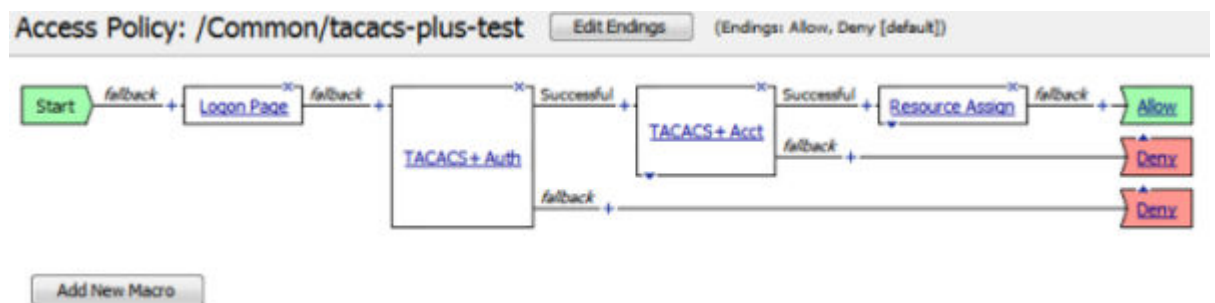 Access Policy: /Common/tacacs-plus-test Edit Endings (Endings: Allow, Deny [default])
Start fallback + Logon Page fallback + TACACS+ Auth Successful + TACACS+ Acct Successful + Resource Assign fallback + Allow
fallback + Deny
fallback + Deny
Add New Macro